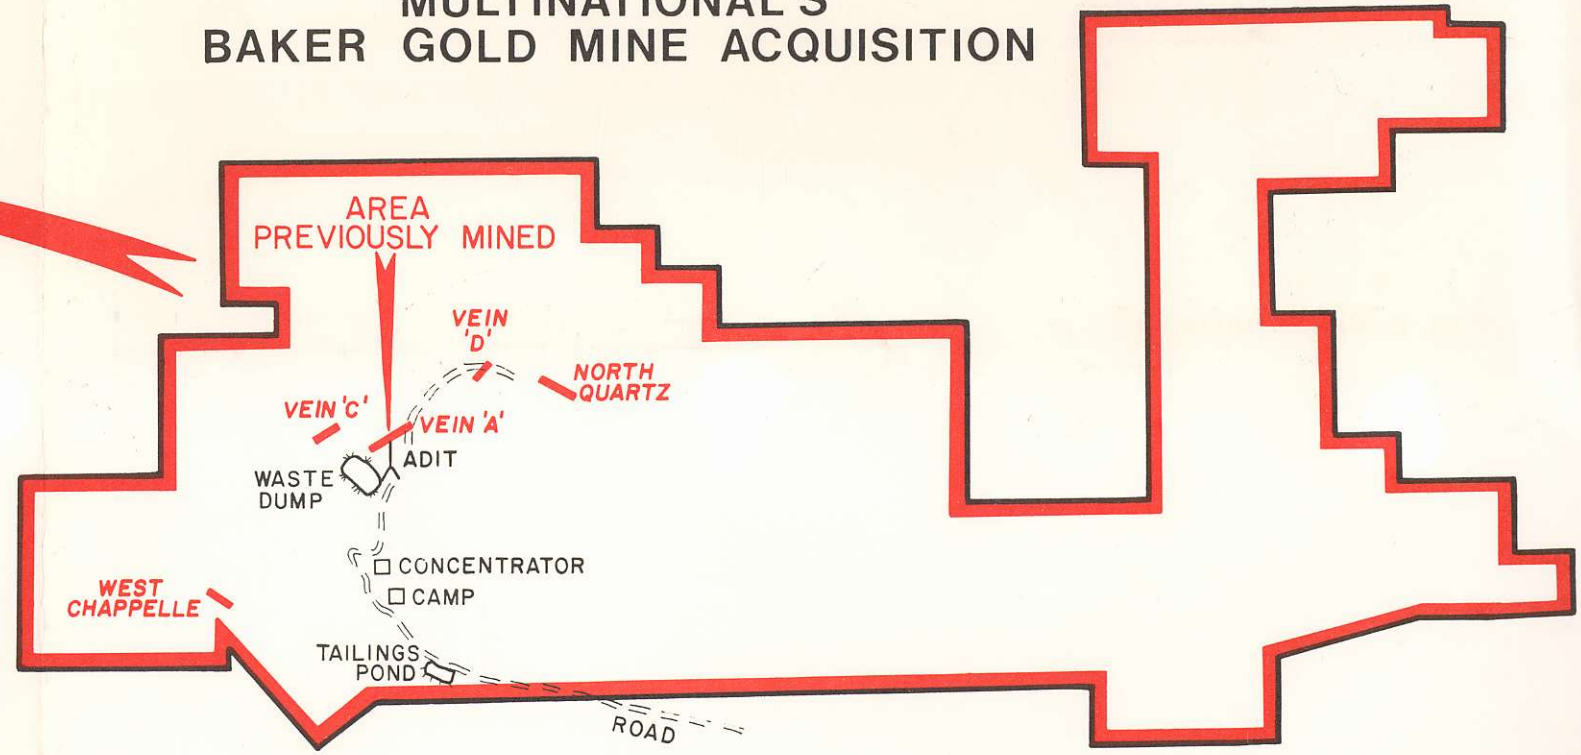 MULTINATIONAL'S
BAKER GOLD MINE ACQUISITION
AREA
PREVIOUSLY MINED
VEIN
'D'
NORTH
QUARTZ
VEIN 'C'
VEIN 'A'
ADIT
WASTE
DUMP
CONCENTRATOR
CAMP
WEST
CHAPPELLE
TAILINGS
POND
ROAD